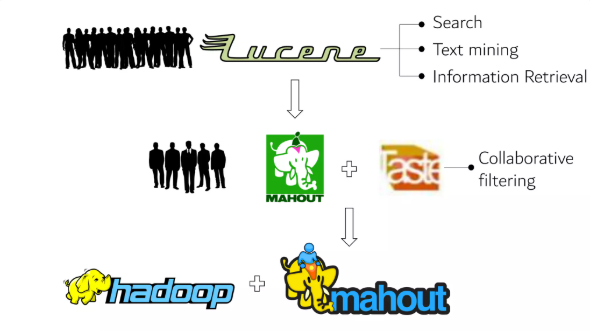 Lucene
Search
Text mining
Information Retrieval
MAHOUT
Taste
Collaborative
filtering
hadoop
mahout